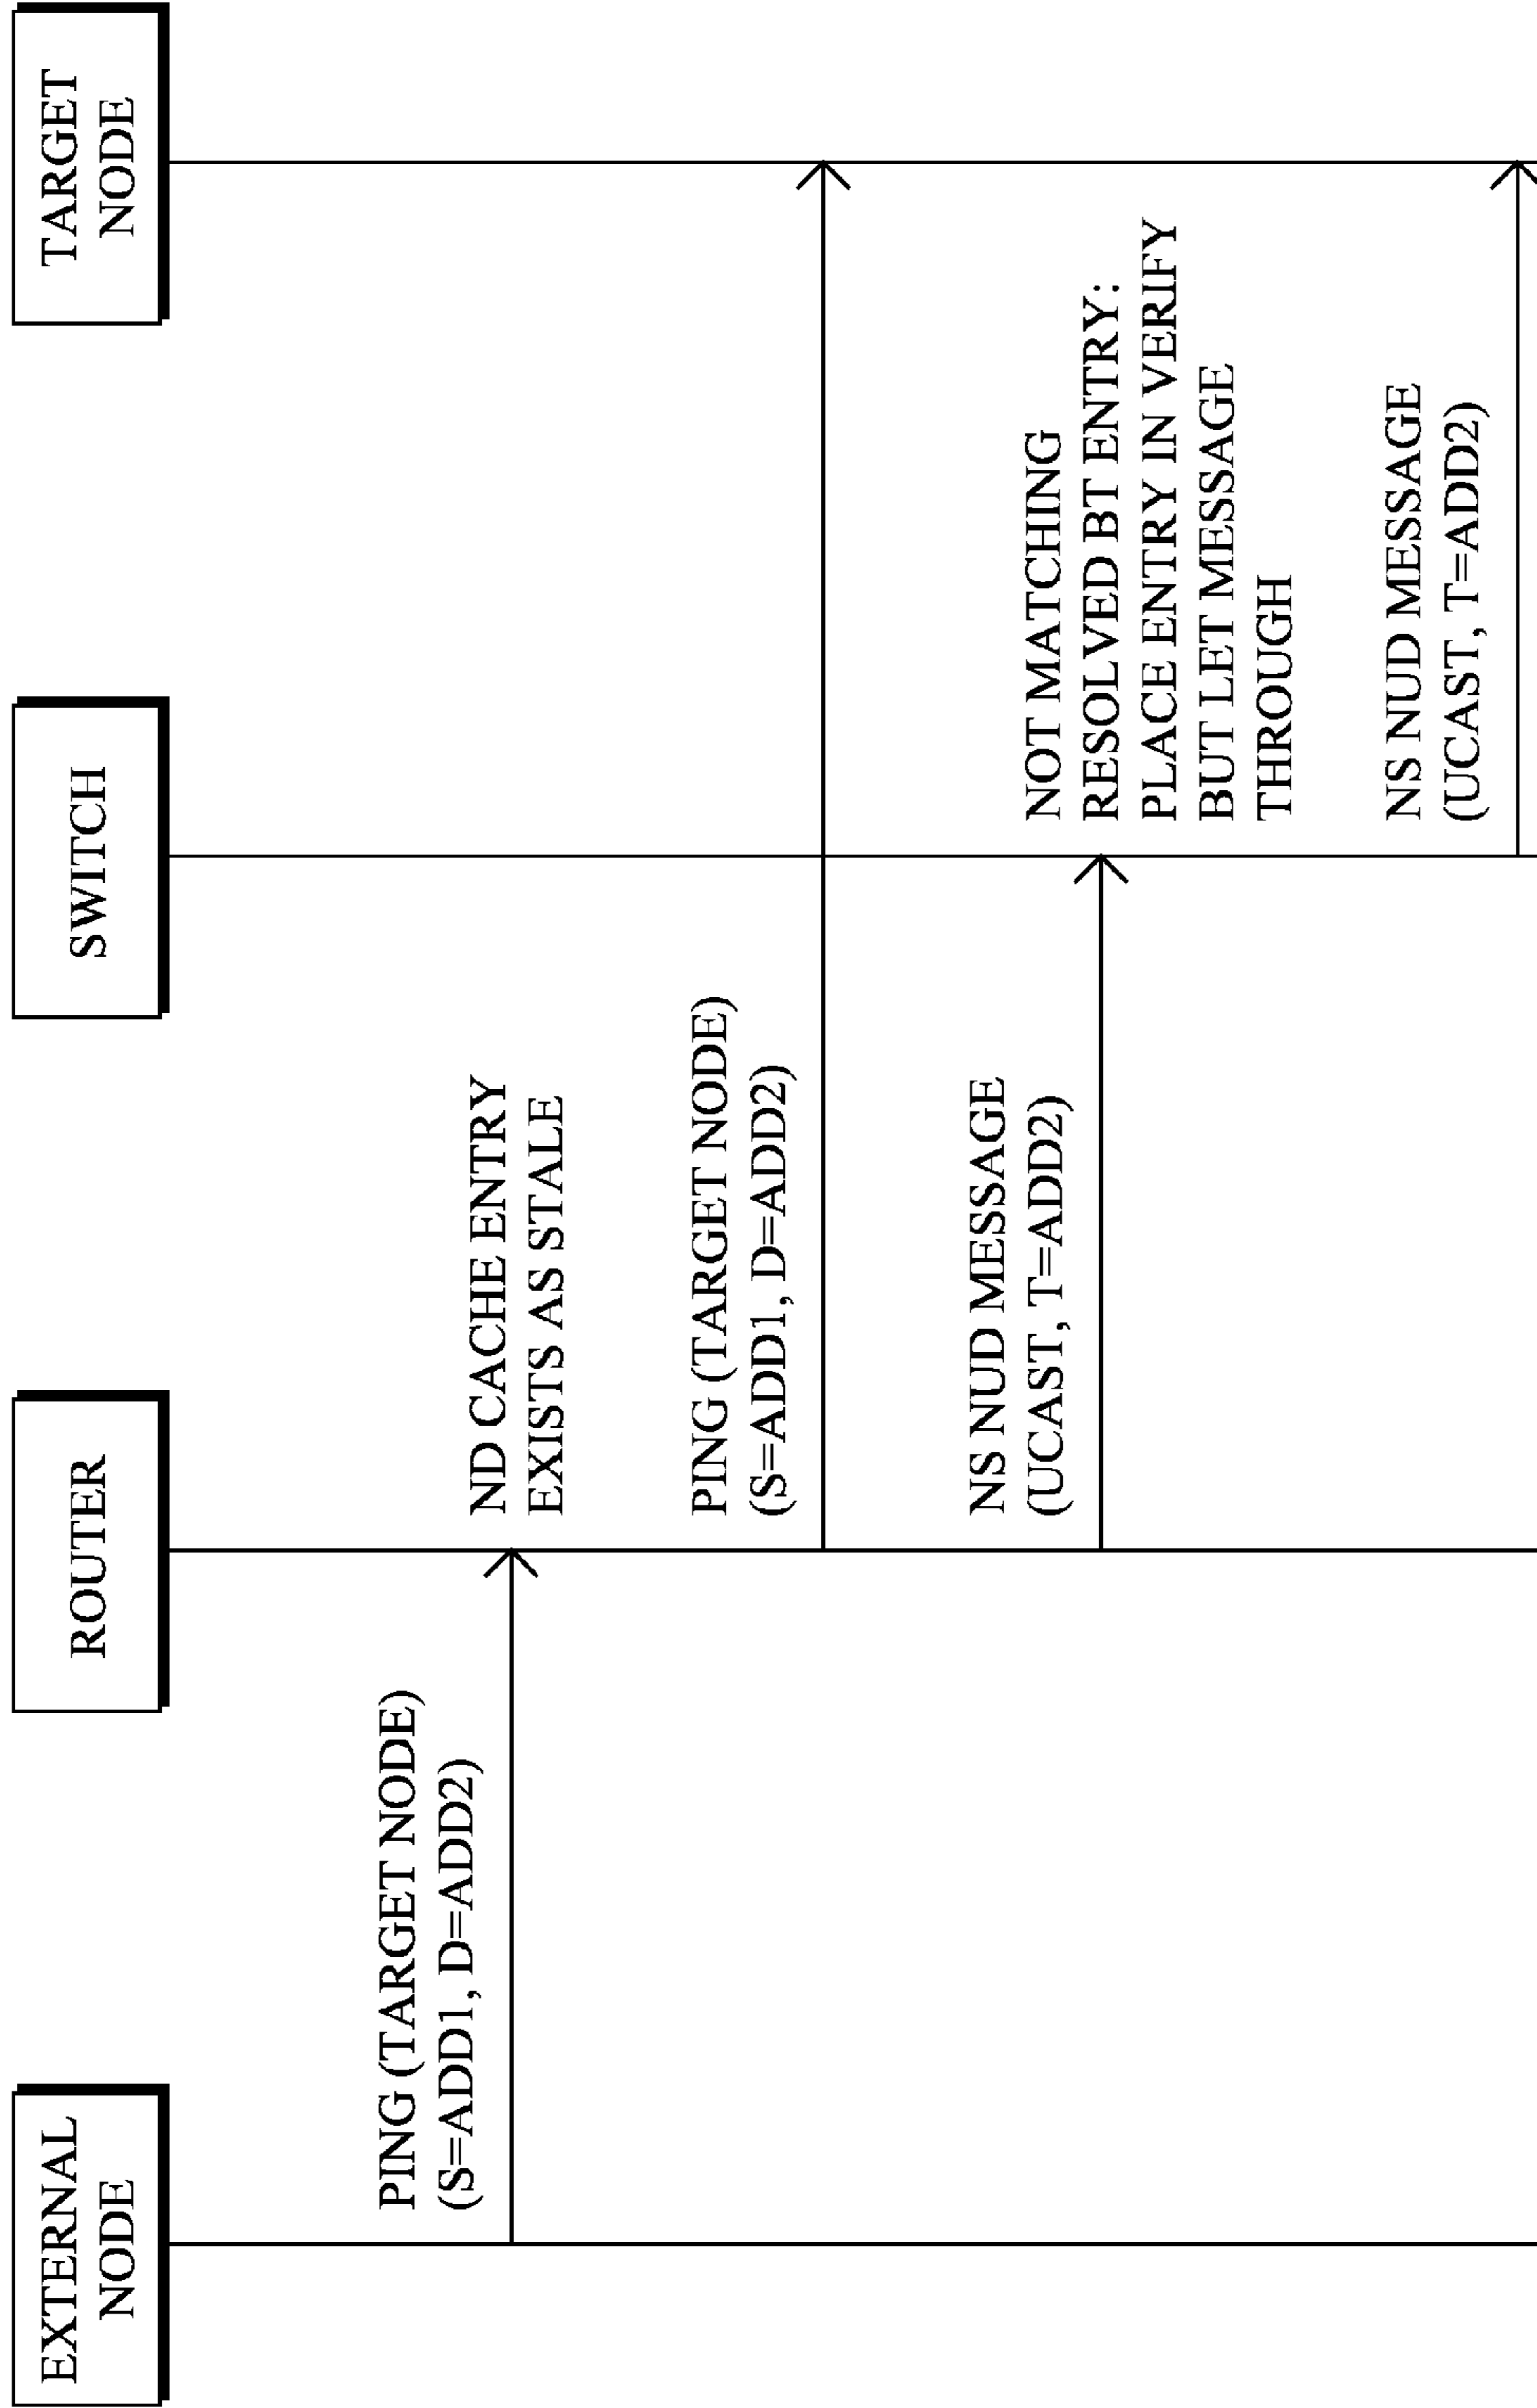 EXTERNAL
NODE
ROUTER
SWITCH
TARGET
NODE
PING (TARGET NODE)
(S=ADD1, D=ADD2)
ND CACHE ENTRY
EXISTS AS STALE
PING (TARGET NODE)
(S=ADD1, D=ADD2)
NS NUD MESSAGE
(UCAST, T=ADD2)
NOT MATCHING
RESOLVED BT ENTRY:
PLACE ENTRY IN VERIFY
BUT LET MESSAGE
THROUGH
NS NUD MESSAGE
(UCAST, T=ADD2)